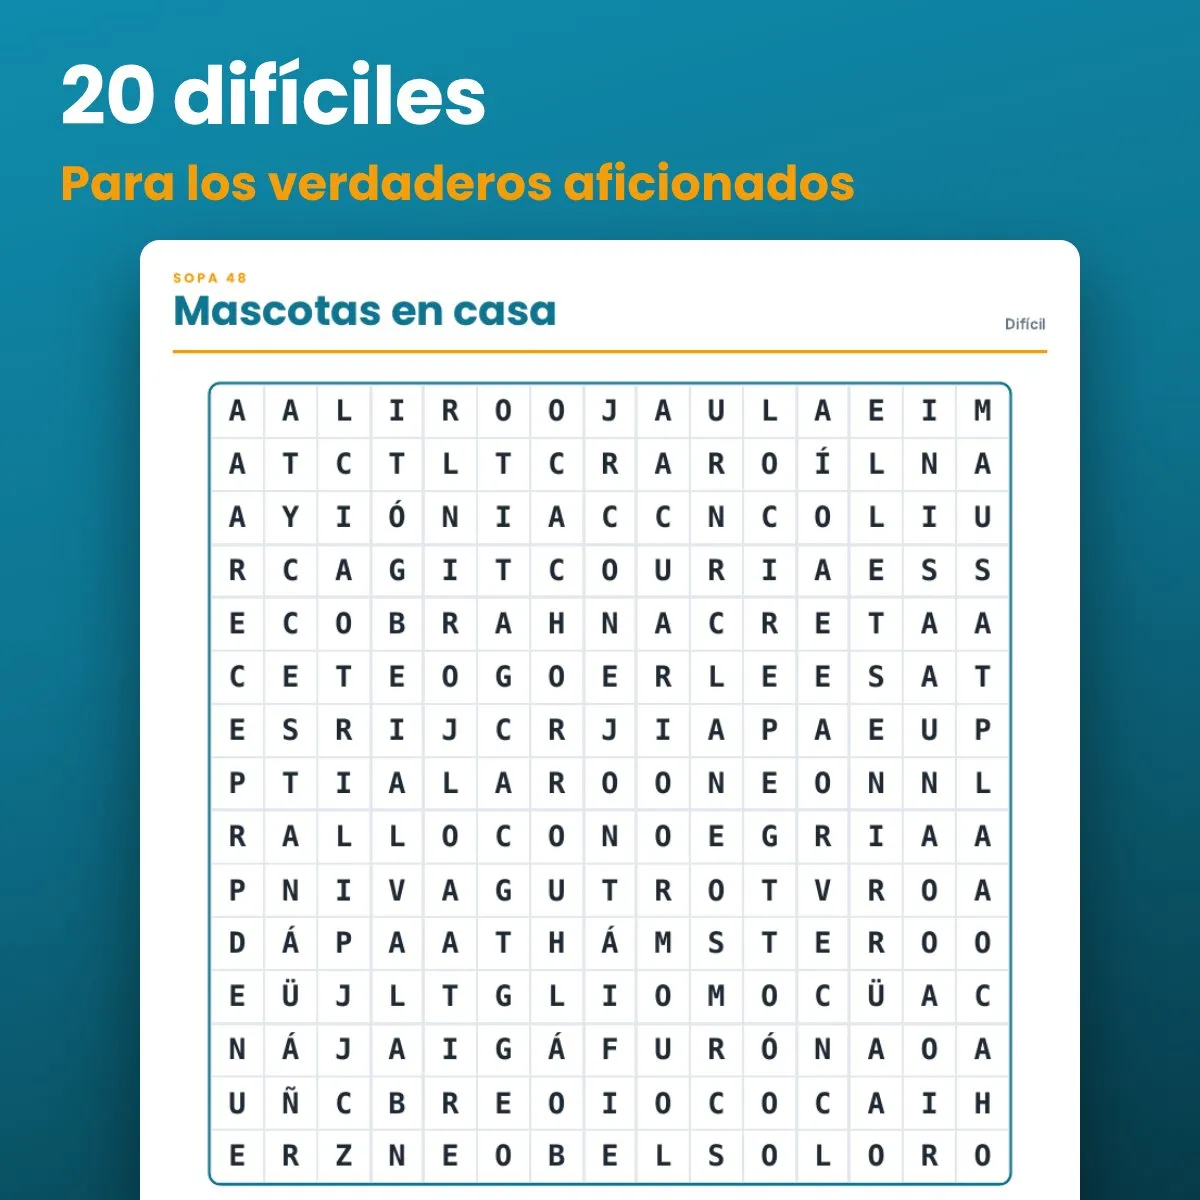 20 difíciles
Para los verdaderos aficionados
SOPA 48
Mascotas en casa
Difícil
A A L I R O O J A U L A E I M
A T C T L T C R A R O Í L N A
A Y I Ó N I A C C N C O L I U
R C A G I T C O U R I A E S S
E C O B R A H N A C R E T A A
C E T E O G O E R L E E S A T
E S R I J C R J I A P A E U P
P T I A L A R O O N E O N N L
R A L L O C O N O E G R I A A
P N I V A G U T R O T V R O A
D Á P A A T H Á M S T E R O O
E Ü J L T G L I O M O C Ü A C
N Á J A I G Á F U R Ó N A O A
U Ñ C B R E O I O C O C A I H
E R Z N E O B E L S O L O R O